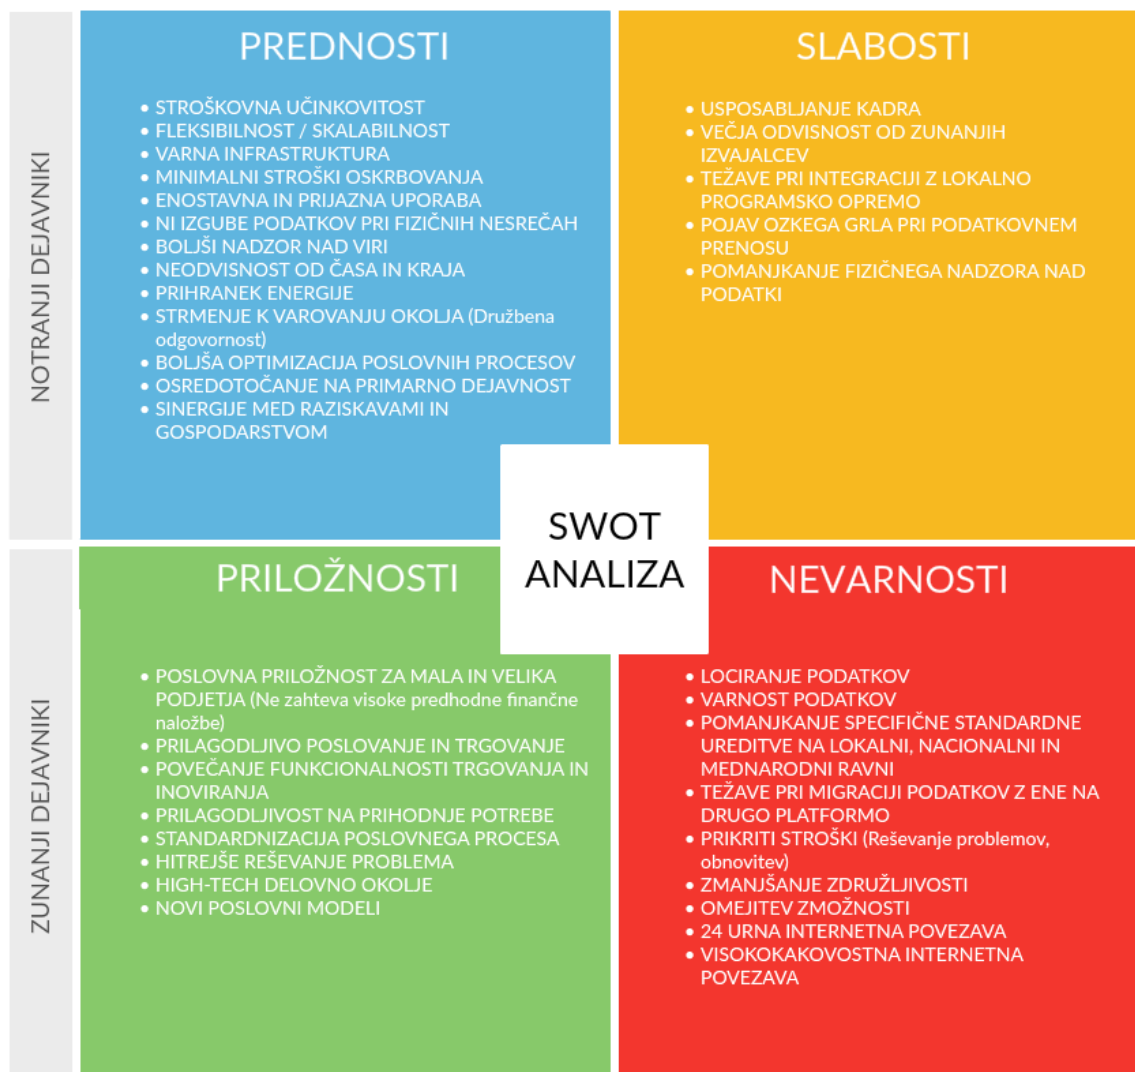 NOTRANJI DEJAVNIKI
PREDNOSTI
• STROŠKOVNA UČINKOVITOST
• FLEKSIBILNOST / SKALABILNOST
• VARNA INFRASTRUKTURA
• MINIMALNI STROŠKI OSKRBOVANJA
• ENOSTAVNA IN PRIJAZNA UPORABA
• NI IZGUBE PODATKOV PRI FIZIČNIH NESREČAH
• BOLJŠI NADZOR NAD VIRI
• NEODVISNOST OD ČASA IN KRAJA
• PRIHRANEK ENERGIJE
• STRMENJE K VAROVANJU OKOLJA (Družbena
odgovornost)
• BOLJŠA OPTIMIZACIJA POSLOVNIH PROCESOV
• OSREDOTOČANJE NA PRIMARNO DEJAVNOST
• SINERGIJE MED RAZISKAVAMI IN
GOSPODARSTVOM
SLABOSTI
• USPOSABLJANJE KADRA
• VEČJA ODVISNOST OD ZUNANJIH
IZVAJALCEV
• TEŽAVE PRI INTEGRACIJI Z LOKALNO
PROGRAMSKO OPREMO
• POJAV OZKEGA GRLA PRI PODATKOVNEM
PRENOSU
• POMANJKANJE FIZIČNEGA NADZORA NAD
PODATKI
SWOT
ANALIZA
ZUNANJI DEJAVNIKI
PRILOŽNOSTI
• POSLOVNA PRILOŽNOST ZA MALA IN VELIKA
PODJETJA (Ne zahteva visoke predhodne finančne
naložbe)
• PRILAGODLJIVO POSLOVANJE IN TRGOVANJE
• POVEČANJE FUNKCIONALNOSTI TRGOVANJA IN
INOVIRANJA
• PRILAGODLJIVOST NA PRIHODNJE POTREBE
• STANDARDNIZACIJA POSLOVNEGA PROCESA
• HITREJŠE REŠEVANJE PROBLEMA
• HIGH-TECH DELOVNO OKOLJE
• NOVI POSLOVNI MODELI
NEVARNOSTI
• LOCIRANJE PODATKOV
• VARNOST PODATKOV
• POMANJKANJE SPECIFIČNE STANDARDNE
UREDITVE NA LOKALNI, NACIONALNI IN
MEDNARODNI RAVNI
• TEŽAVE PRI MIGRACIJI PODATKOV Z ENE NA
DRUGO PLATFORMO
• PRIKRITI STROŠKI (Reševanje problemov,
obnovitev)
• ZMANJŠANJE ZDRUŽLJIVOSTI
• OMEJITEV ZMOŽNOSTI
• 24 URNA INTERNETNA POVEZAVA
• VISOKOKAKOVOSTNA INTERNETNA
POVEZAVA